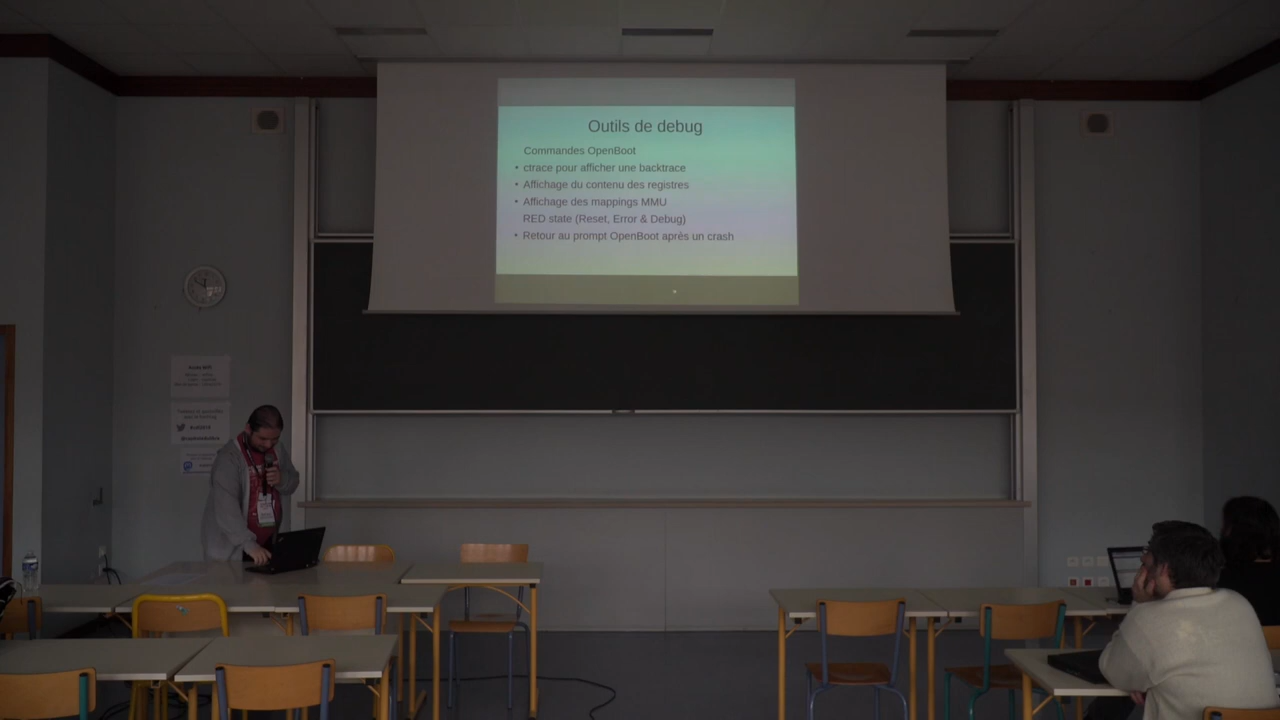 Outils de debug
Commandes OpenBoot
• ctrace pour afficher une backtrace
• Affichage du contenu des registres
• Affichage des mappings MMU
RED state (Reset, Error & Debug)
• Retour au prompt OpenBoot après un crash